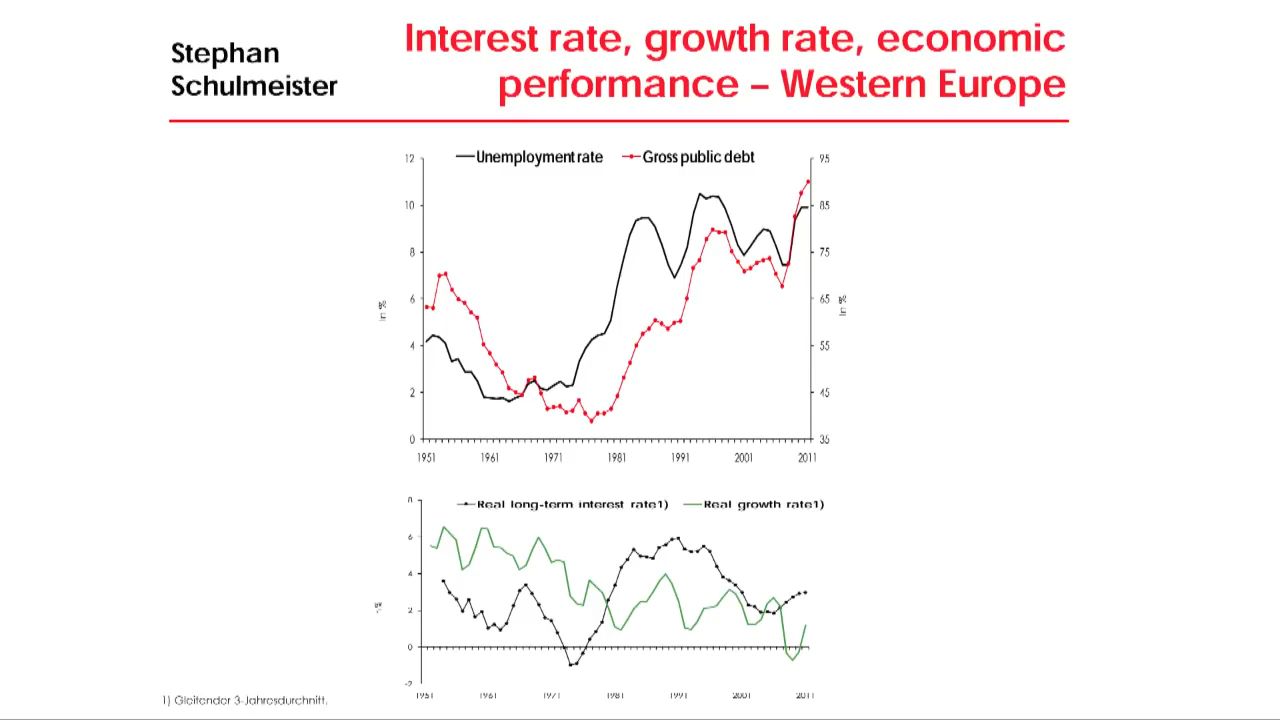 Stephan
Schulmeister
Interest rate, growth rate, economic
performance – Western Europe
Unemployment rate
Gross public debt
12
10
8
6
4
2
0
In %
95
85
75
65
55
45
35
In %
1951 1961 1971 1981 1991 2001 2011
Real long-term interest rate1)
Real growth rate1)
8
6
4
2
0
-2
1951 1961 1971 1981 1991 2001 2011
1) Gleitender 3-Jahresdurchnitt.